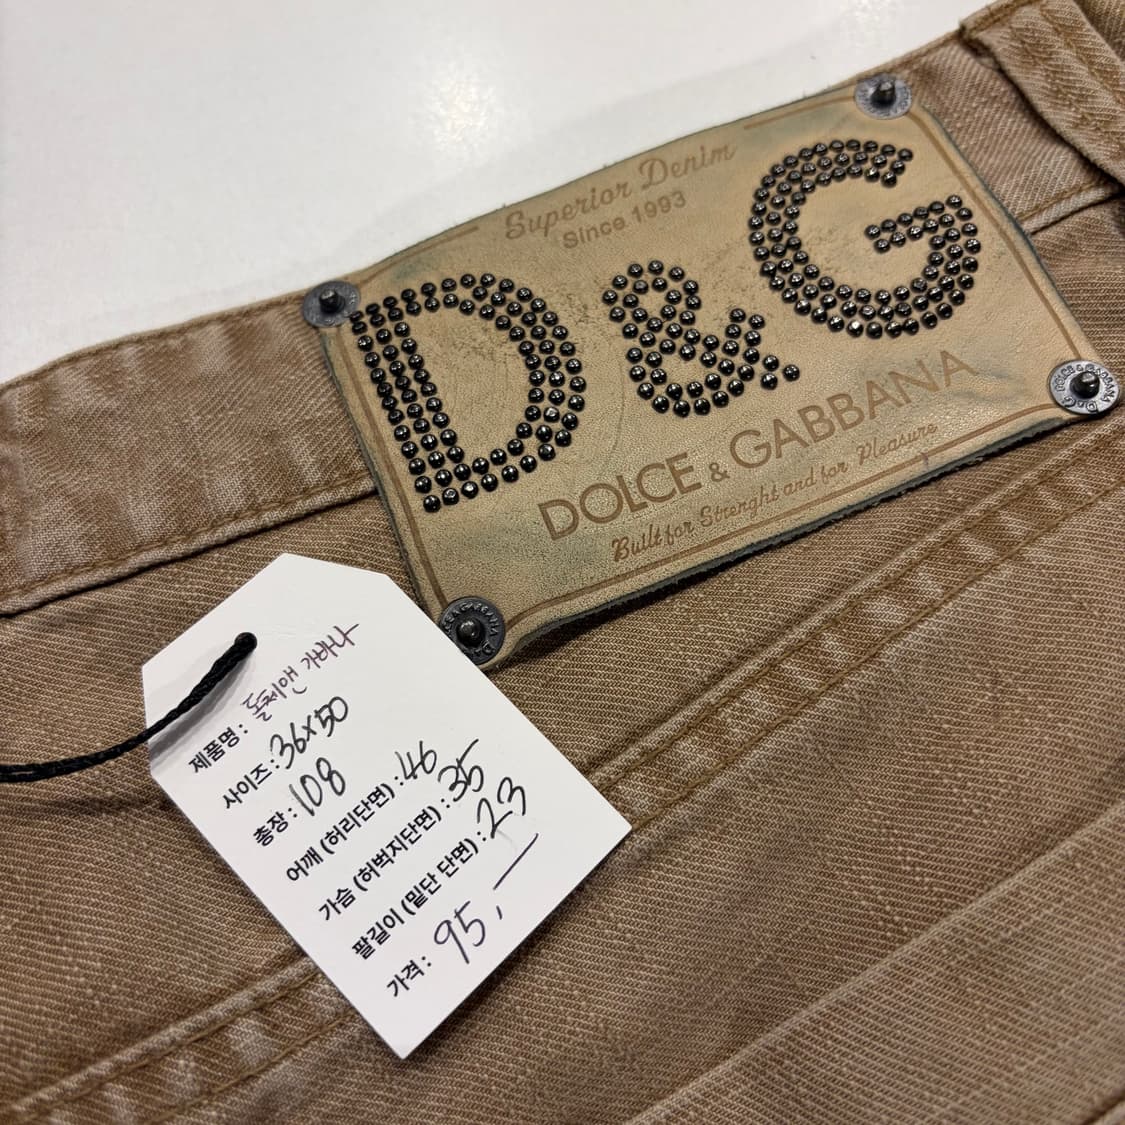 Superior Denim
Since 1993
D&G
DOLCE & GABBANA
Built for Strenght and for Pleasure
제품명 : 돌체앤 가바나
사이즈 : 36x50
총장 : 108
어깨 (허리단면) : 46
가슴 (허벅지단면) : 35
팔길이 (밑단 단면) : 23
가격 : 95,—
DOLCE & GABBANA D&G